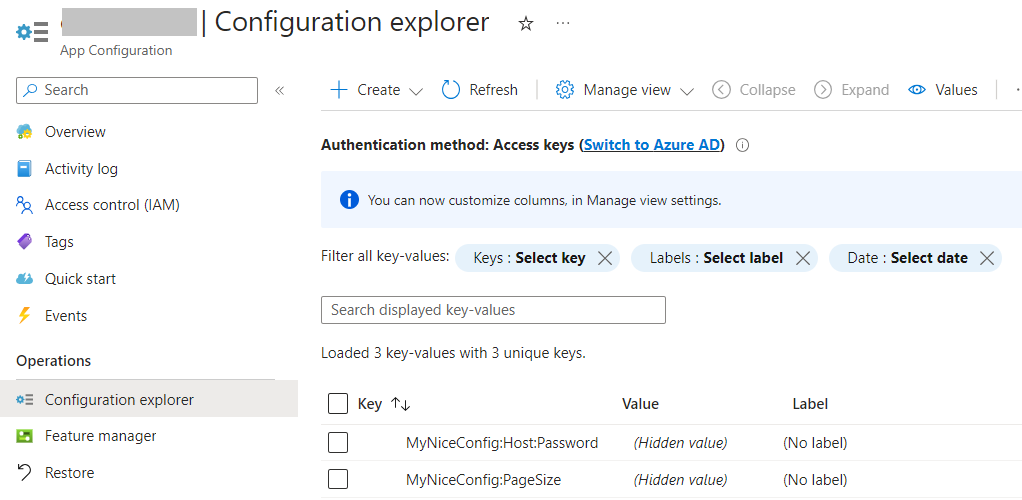 | Configuration explorer
App Configuration
Search
Overview
Activity log
Access control (IAM)
Tags
Quick start
Events
Operations
Configuration explorer
Feature manager
Restore
Create Refresh Manage view Collapse Expand Values
Authentication method: Access keys (Switch to Azure AD)
You can now customize columns, in Manage view settings.
Filter all key-values: Keys : Select key Labels : Select label Date : Select date
Search displayed key-values
Loaded 3 key-values with 3 unique keys.
Key Value Label
MyNiceConfig:Host:Password (Hidden value) (No label)
MyNiceConfig:PageSize (Hidden value) (No label)